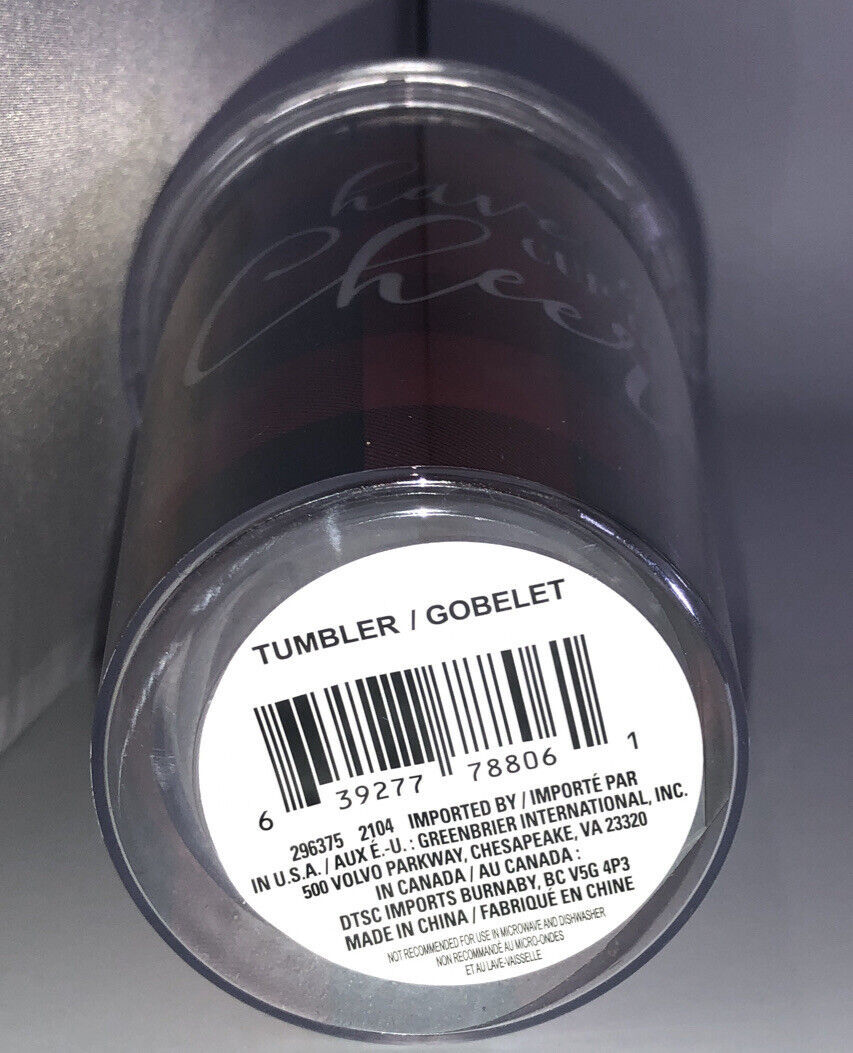 have
Cheer
TUMBLER / GOBELET
6 39277 78806 1
296375 2104 IMPORTED BY / IMPORTÉ PAR
IN U.S.A. / AUX É.-U. : GREENBRIER INTERNATIONAL, INC.
500 VOLVO PARKWAY, CHESAPEAKE, VA 23320
IN CANADA / AU CANADA :
DTSC IMPORTS BURNABY, BC V5G 4P3
MADE IN CHINA / FABRIQUÉ EN CHINE
NOT RECOMMENDED FOR USE IN MICROWAVE AND DISHWASHER
NON RECOMMANDÉ AU MICRO-ONDES
ET AU LAVE-VAISSELLE